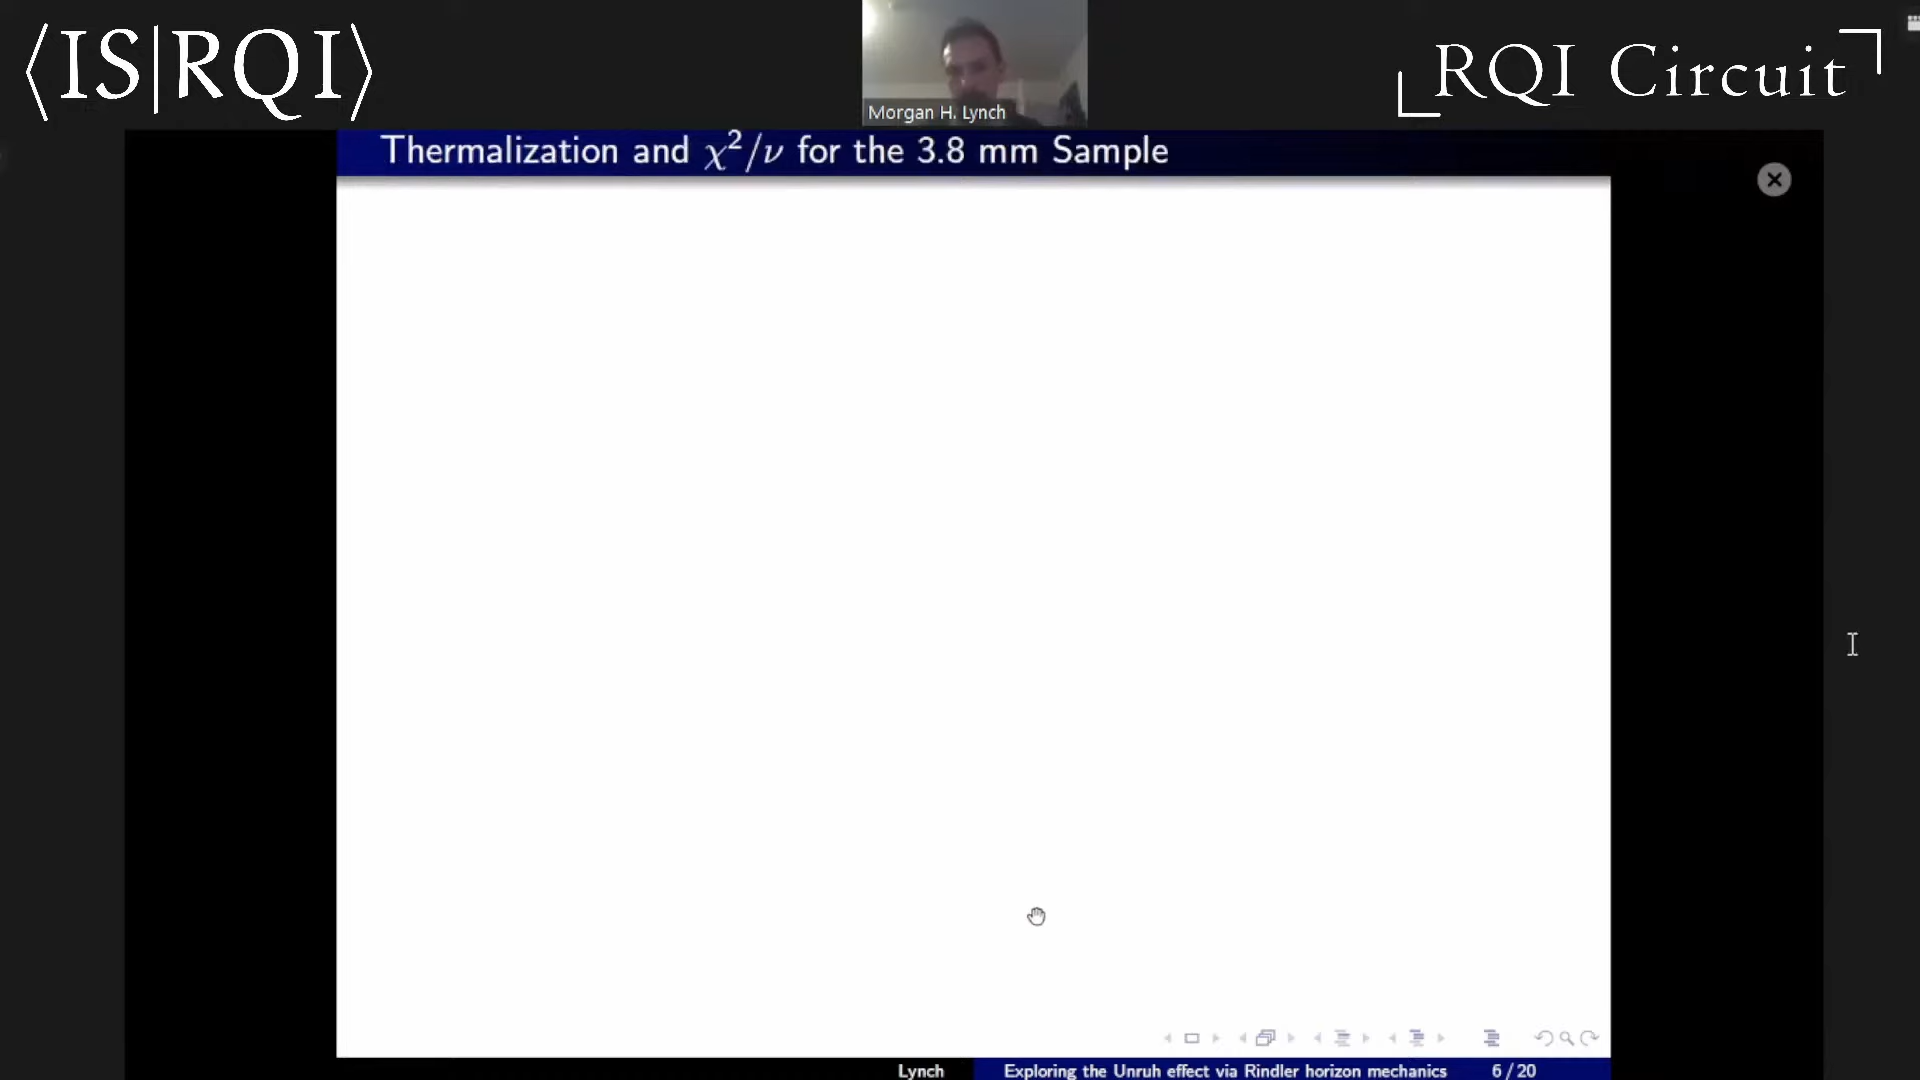 ⟨IS|RQI⟩
RQI Circuit
Morgan H. Lynch
Thermalization and χ²/ν for the 3.8 mm Sample
Lynch
Exploring the Unruh effect via Rindler horizon mechanics
6 / 20